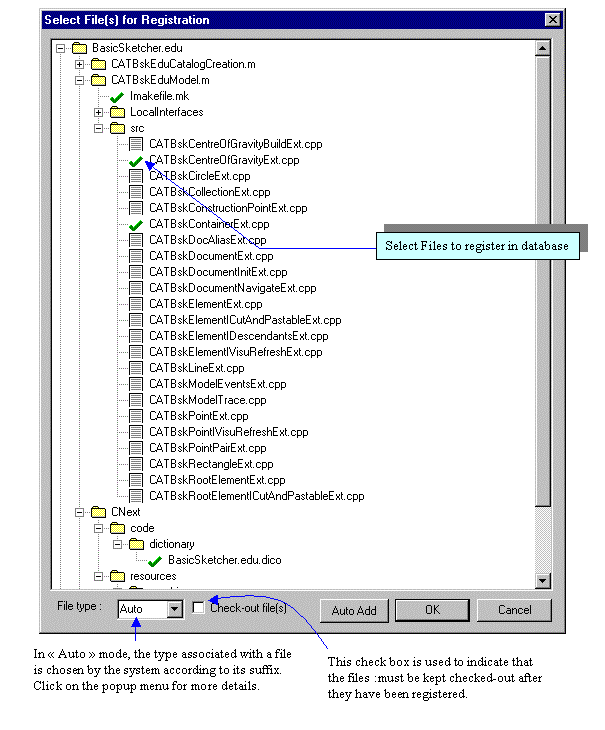 Select File(s) for Registration
BasicSketcher.edu
CATBskEduCatalogCreation.m
CATBskEduModel.m
Imakefile.mk
LocalInterfaces
src
CATBskCentreOfGravityBuildExt.cpp
CATBskCentreOfGravityExt.cpp
CATBskCircleExt.cpp
CATBskCollectionExt.cpp
CATBskConstructionPointExt.cpp
CATBskContainerExt.cpp
CATBskDocAliasExt.cpp
Select Files to register in database
CATBskDocumentExt.cpp
CATBskDocumentInitExt.cpp
CATBskDocumentNavigateExt.cpp
CATBskElementExt.cpp
CATBskElementICutAndPastableExt.cpp
CATBskElementIDescendantsExt.cpp
CATBskElementIVisuRefreshExt.cpp
CATBskLineExt.cpp
CATBskModelEventsExt.cpp
CATBskModelTrace.cpp
CATBskPointExt.cpp
CATBskPointIVisuRefreshExt.cpp
CATBskPointPairExt.cpp
CATBskRectangleExt.cpp
CATBskRootElementExt.cpp
CATBskRootElementICutAndPastableExt.cpp
CNext
code
dictionary
BasicSketcher.edu.dico
resources
File type : Auto Check-out file(s) Auto Add OK Cancel
In « Auto » mode, the type associated with a file
is chosen by the system according to its suffix.
Click on the popup menu for more details.
This check box is used to indicate that
the files :must be kept checked-out after
they have been registered.